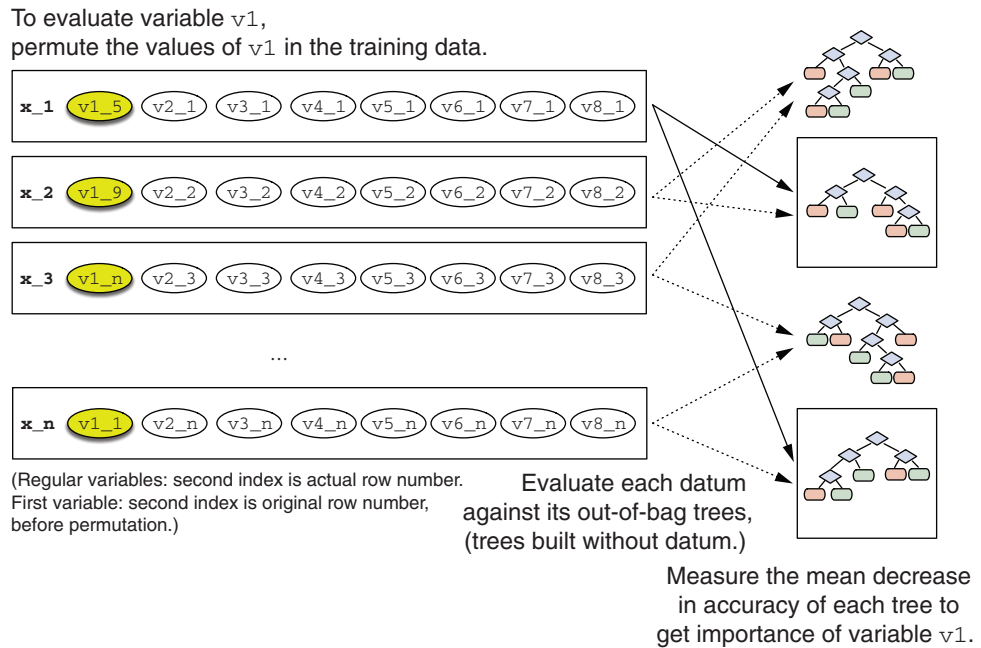 To evaluate variable v1,
permute the values of v1 in the training data.
x_1 v1_5 v2_1 v3_1 v4_1 v5_1 v6_1 v7_1 v8_1
x_2 v1_9 v2_2 v3_2 v4_2 v5_2 v6_2 v7_2 v8_2
x_3 v1_n v2_3 v3_3 v4_3 v5_3 v6_3 v7_3 v8_3
...
x_n v1_1 v2_n v3_n v4_n v5_n v6_n v7_n v8_n
(Regular variables: second index is actual row number.
First variable: second index is original row number,
before permutation.)
Evaluate each datum
against its out-of-bag trees,
(trees built without datum.)
Measure the mean decrease
in accuracy of each tree to
get importance of variable v1.